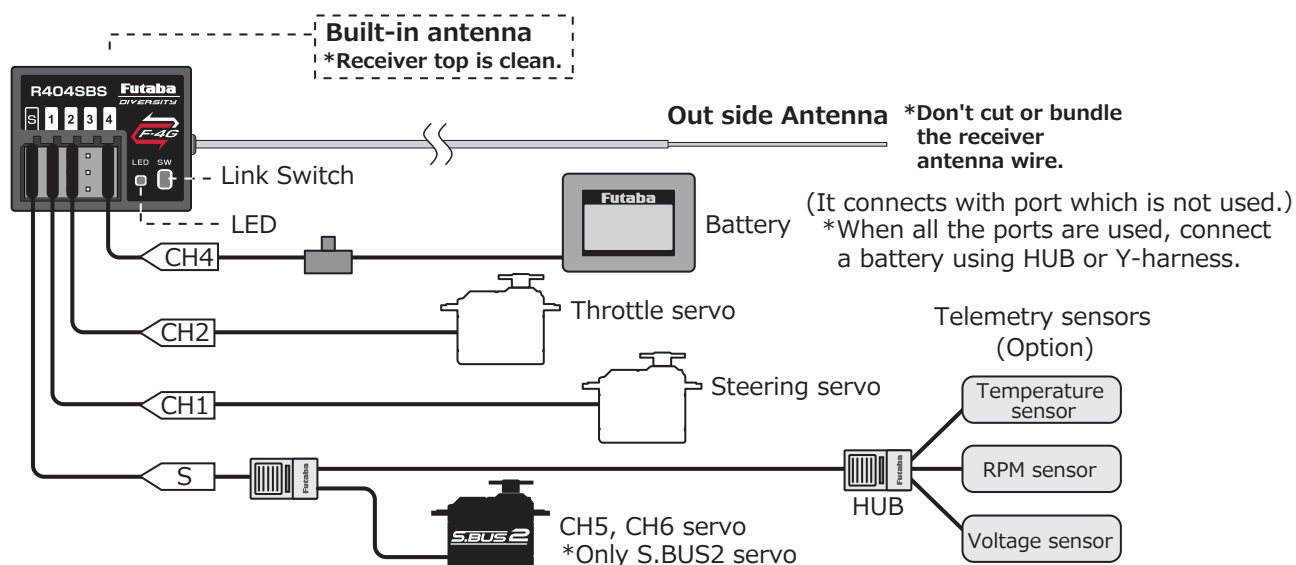 Built-in antenna
*Receiver top is clean.
R404SBS Futaba
DIVERSITY
S 1 2 3 4
F-4G
LED SW
Out side Antenna
*Don't cut or bundle
the receiver
antenna wire.
Link Switch
LED
Futaba
Battery
(It connects with port which is not used.)
*When all the ports are used, connect
a battery using HUB or Y-harness.
CH4
CH2
Throttle servo
CH1
Steering servo
Telemetry sensors
(Option)
Temperature
sensor
RPM sensor
Voltage sensor
S
Futaba
Futaba
HUB
S.BUS2
CH5, CH6 servo
*Only S.BUS2 servo